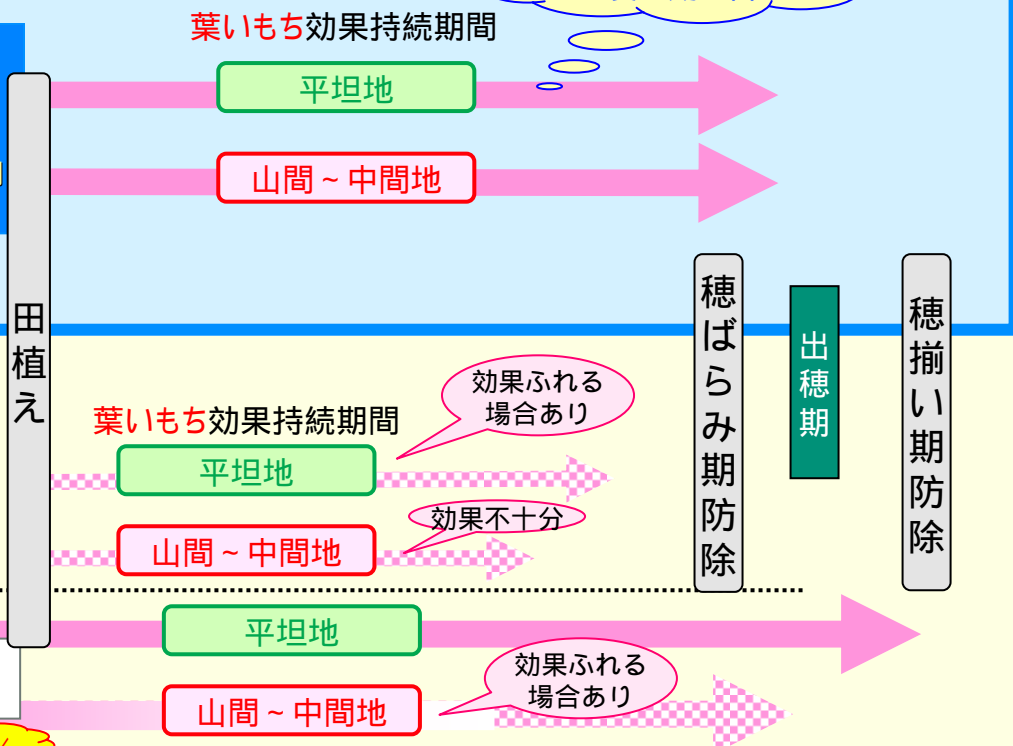 葉いもち効果持続期間
平坦地
山間~中間地
田植え
穂ばらみ期防除
出穂期
穂揃い期防除
効果ふれる
場合あり
葉いもち効果持続期間
平坦地
効果不十分
山間~中間地
平坦地
効果ふれる
場合あり
山間~中間地